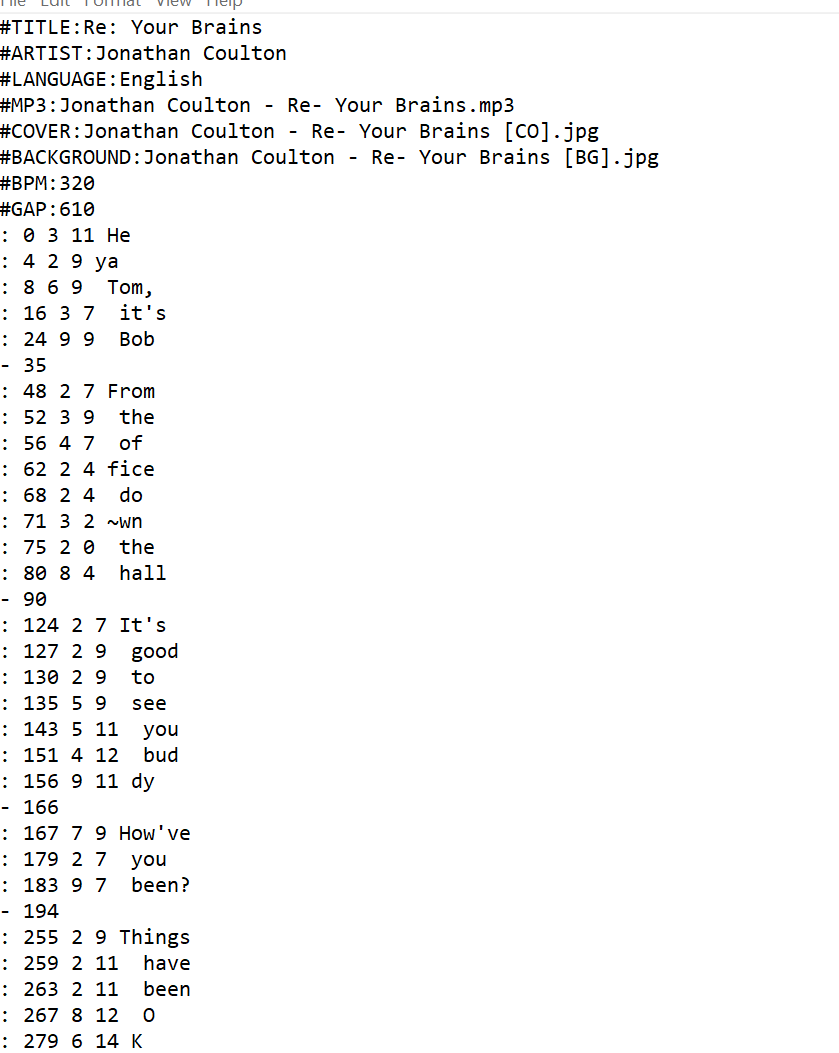 File Edit Format View Help
#TITLE:Re: Your Brains
#ARTIST:Jonathan Coulton
#LANGUAGE:English
#MP3:Jonathan Coulton - Re- Your Brains.mp3
#COVER:Jonathan Coulton - Re- Your Brains [CO].jpg
#BACKGROUND:Jonathan Coulton - Re- Your Brains [BG].jpg
#BPM:320
#GAP:610
: 0 3 11 He
: 4 2 9 ya
: 8 6 9  Tom,
: 16 3 7  it's
: 24 9 9  Bob
- 35
: 48 2 7 From
: 52 3 9  the
: 56 4 7  of
: 62 2 4 fice
: 68 2 4  do
: 71 3 2 ~wn
: 75 2 0  the
: 80 8 4  hall
- 90
: 124 2 7 It's
: 127 2 9  good
: 130 2 9  to
: 135 5 9  see
: 143 5 11  you
: 151 4 12  bud
: 156 9 11 dy
- 166
: 167 7 9 How've
: 179 2 7  you
: 183 9 7  been?
- 194
: 255 2 9 Things
: 259 2 11  have
: 263 2 11  been
: 267 8 12  O
: 279 6 14 K